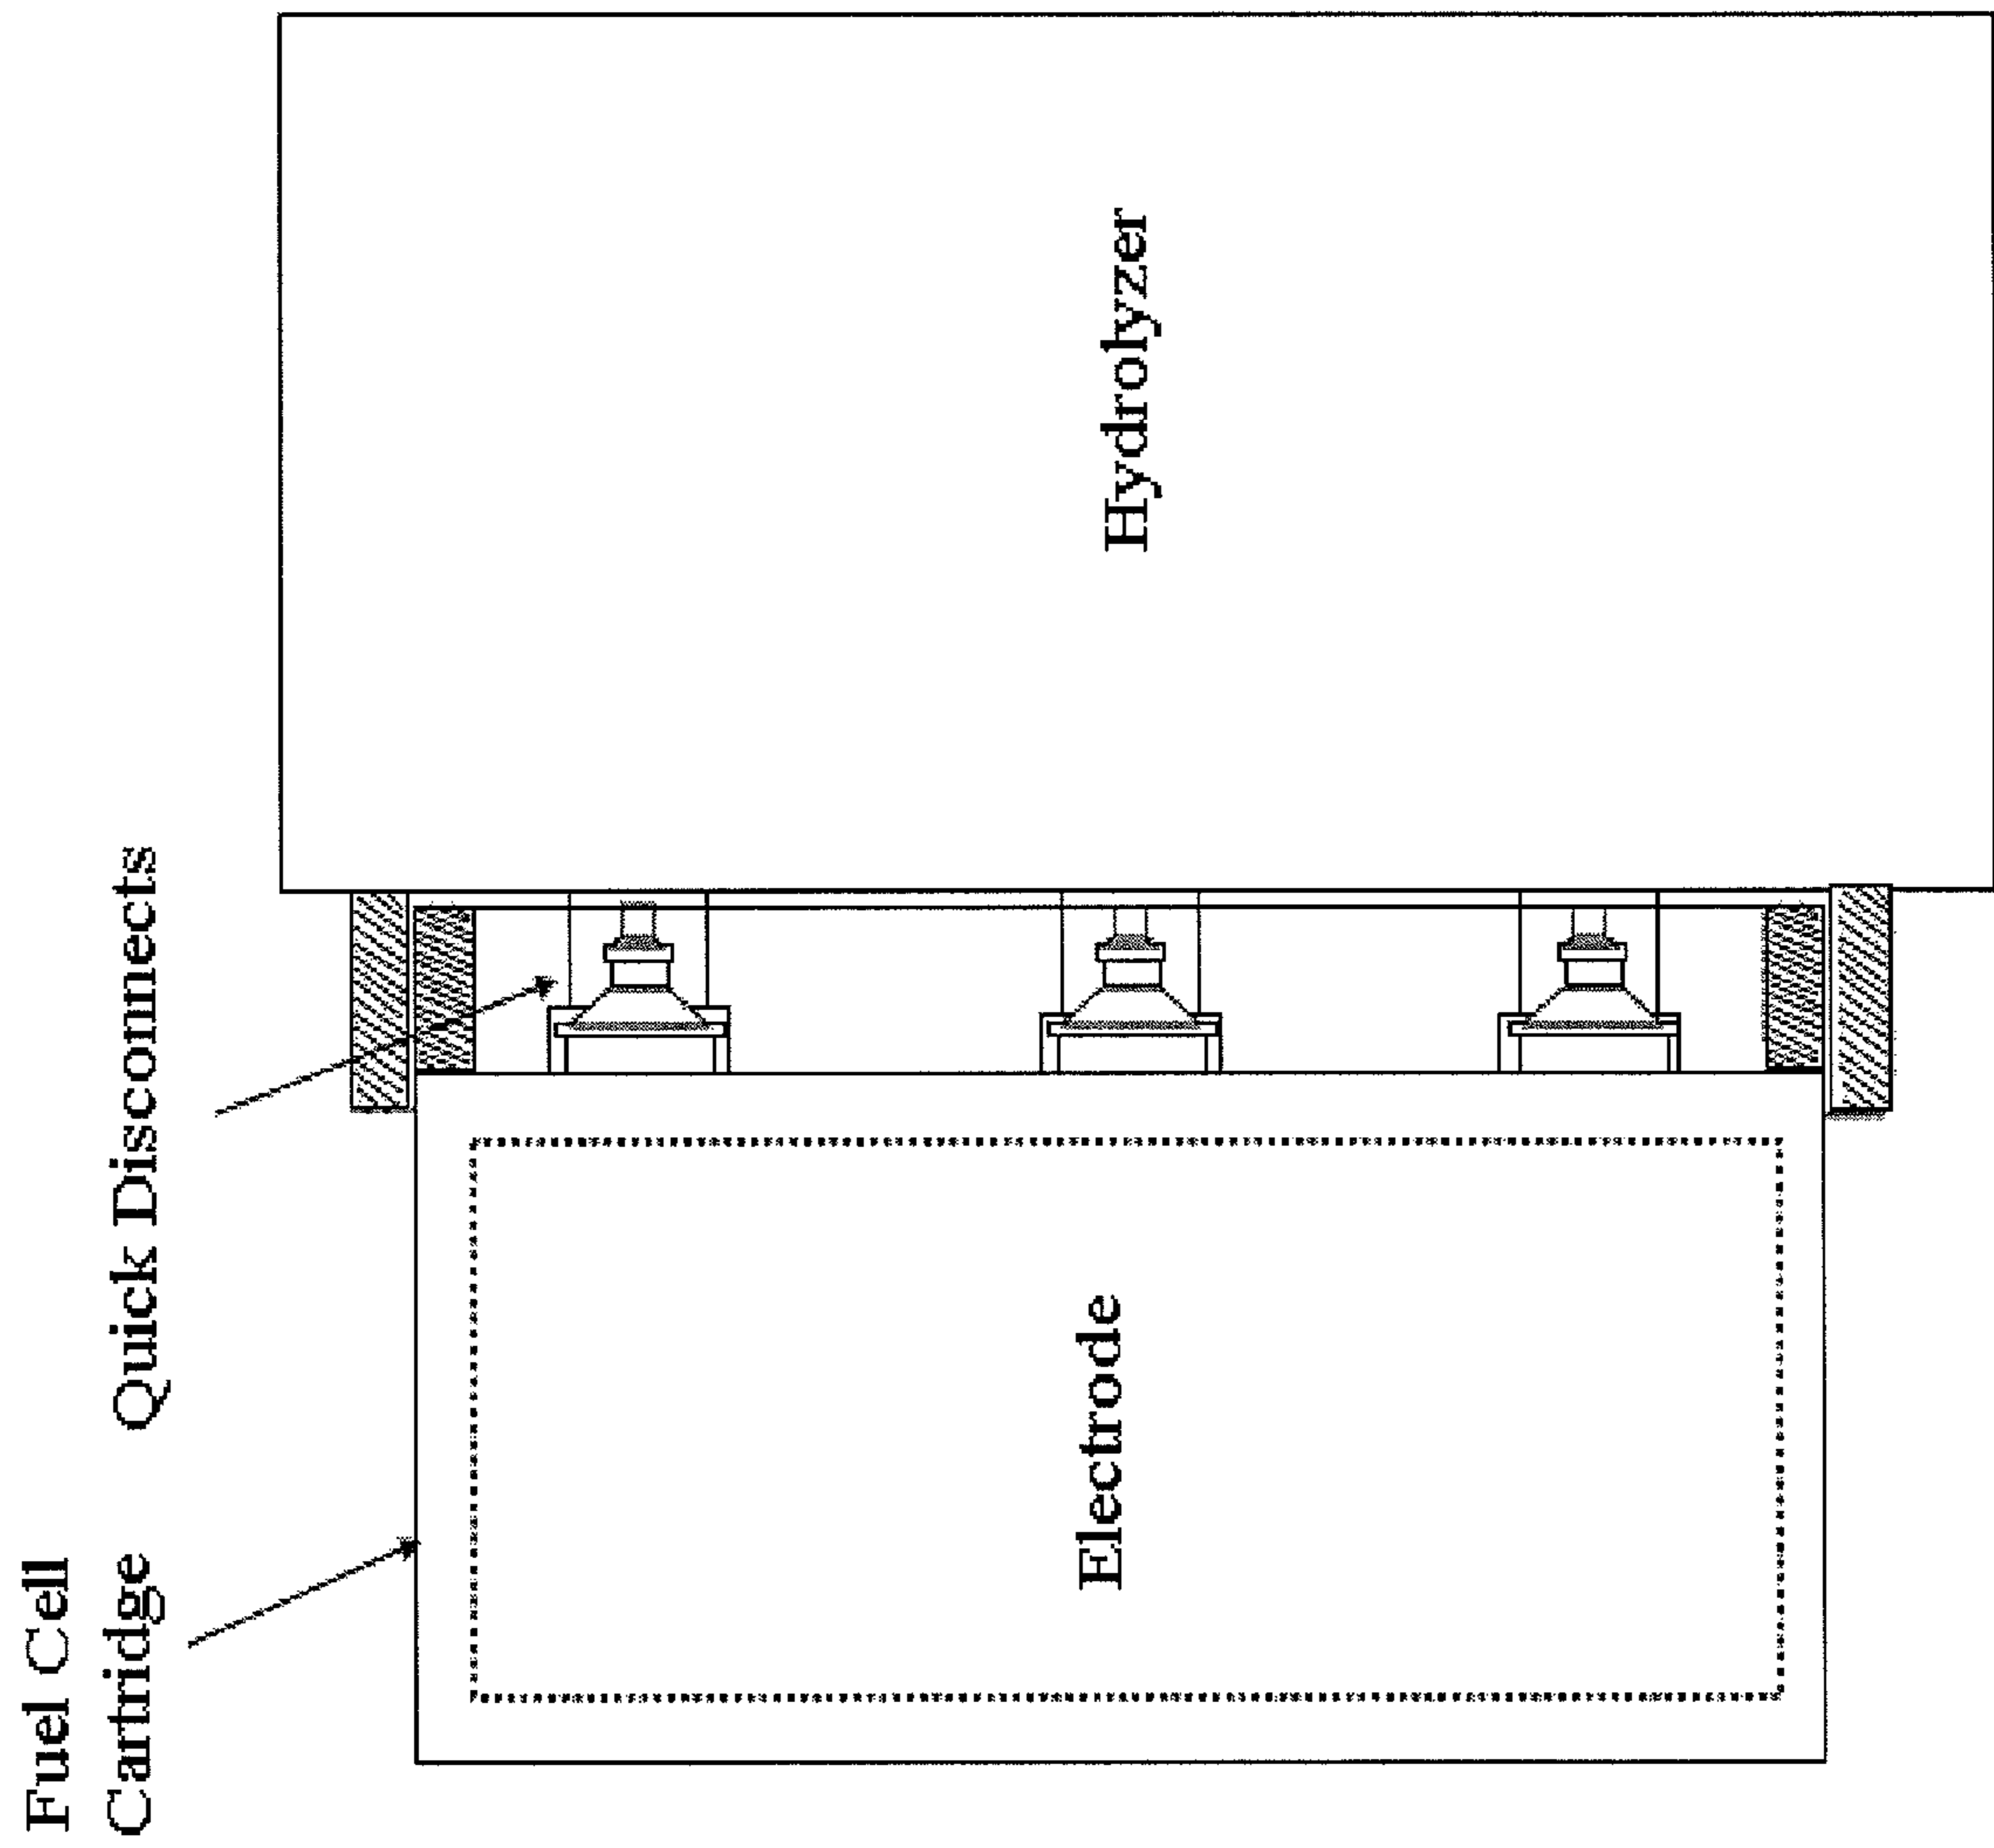 Fuel Cell
Cartridge
Quick Disconnects
Electrode
Hydrolyzer